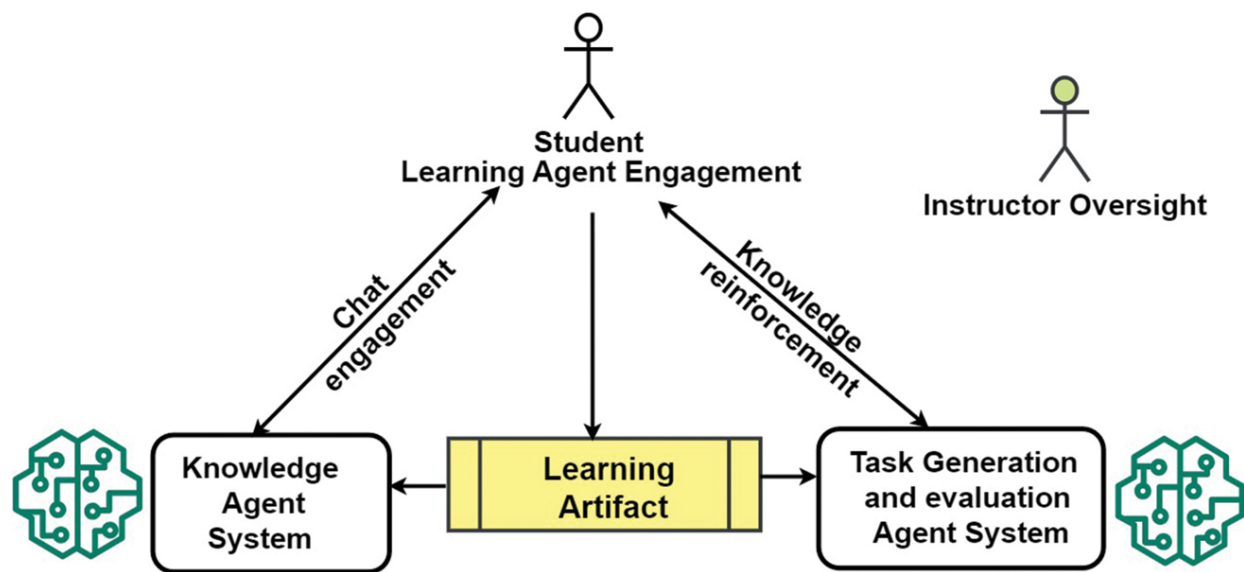 Student
Learning Agent Engagement
Instructor Oversight
Chat
engagement
Knowledge
reinforcement
Knowledge
Agent
System
Learning
Artifact
Task Generation
and evaluation
Agent System